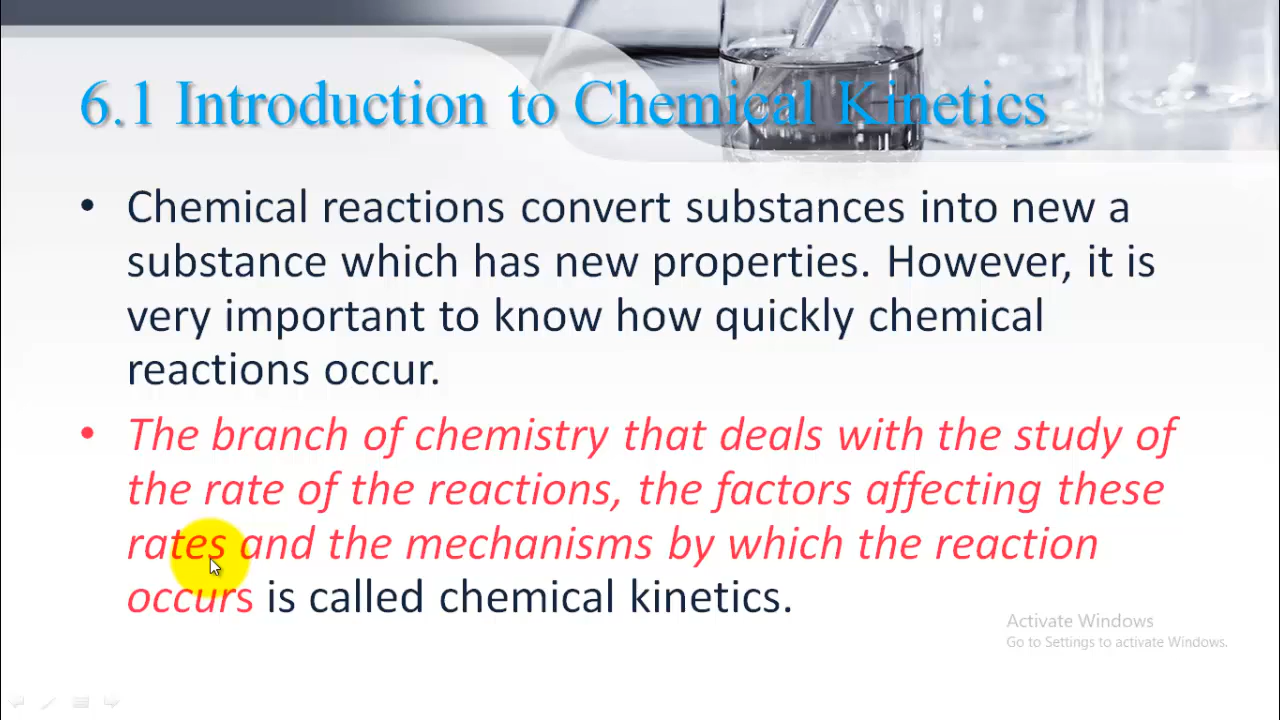 6.1 Introduction to Chemical Kinetics
• Chemical reactions convert substances into new a
substance which has new properties. However, it is
very important to know how quickly chemical
reactions occur.
• The branch of chemistry that deals with the study of
the rate of the reactions, the factors affecting these
rates and the mechanisms by which the reaction
occurs is called chemical kinetics.
Activate Windows
Go to Settings to activate Windows.